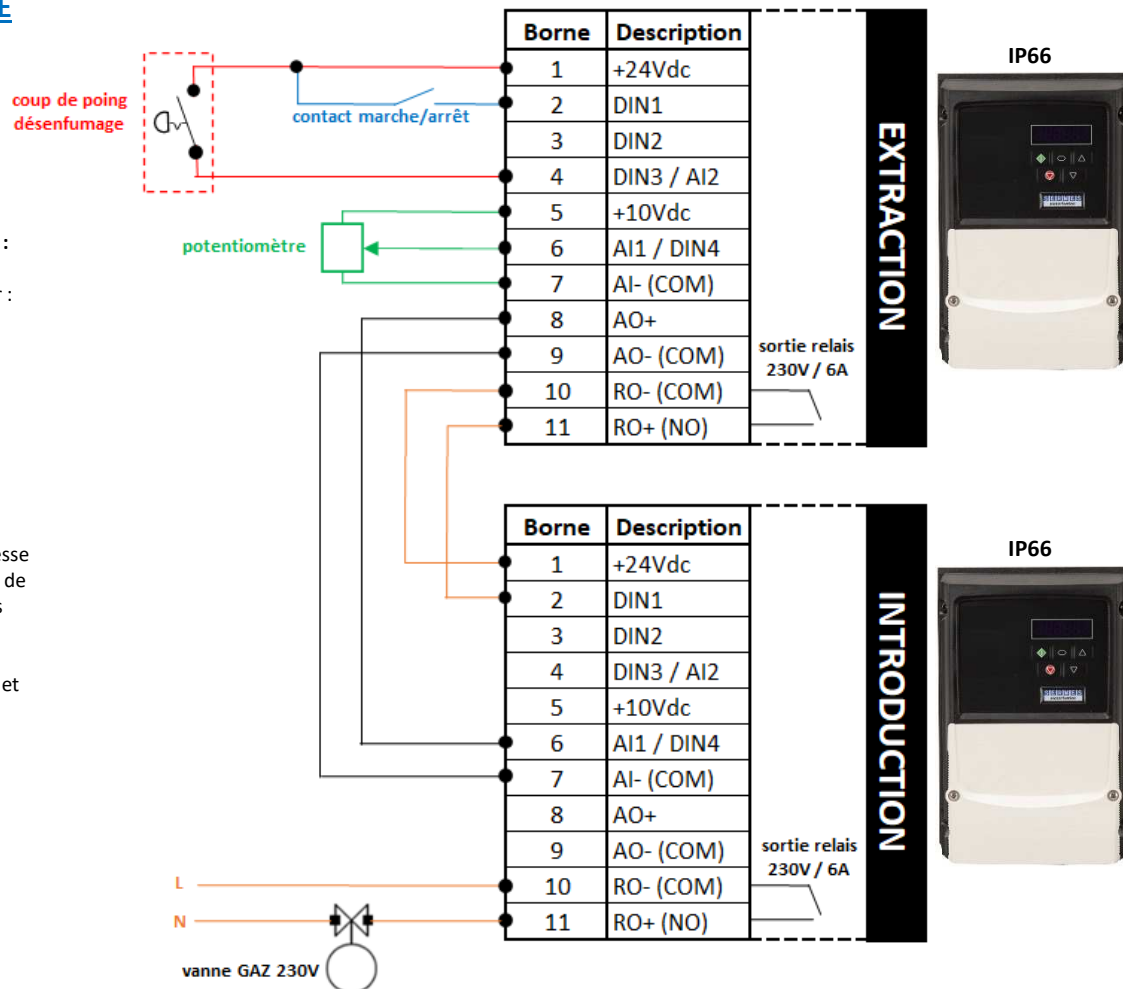 E
coup de poing
désenfumage
contact marche/arrêt
potentiomètre
:
r :
Borne Description
1 +24Vdc
2 DIN1
3 DIN2
4 DIN3 / AI2
5 +10Vdc
6 AI1 / DIN4
7 AI- (COM)
8 AO+
9 AO- (COM)
10 RO- (COM)
11 RO+ (NO)
sortie relais
230V / 6A
EXTRACTION
IP66
esse
de
s
et
Borne Description
1 +24Vdc
2 DIN1
3 DIN2
4 DIN3 / AI2
5 +10Vdc
6 AI1 / DIN4
7 AI- (COM)
8 AO+
9 AO- (COM)
10 RO- (COM)
11 RO+ (NO)
sortie relais
230V / 6A
INTRODUCTION
IP66
L
N
vanne GAZ 230V